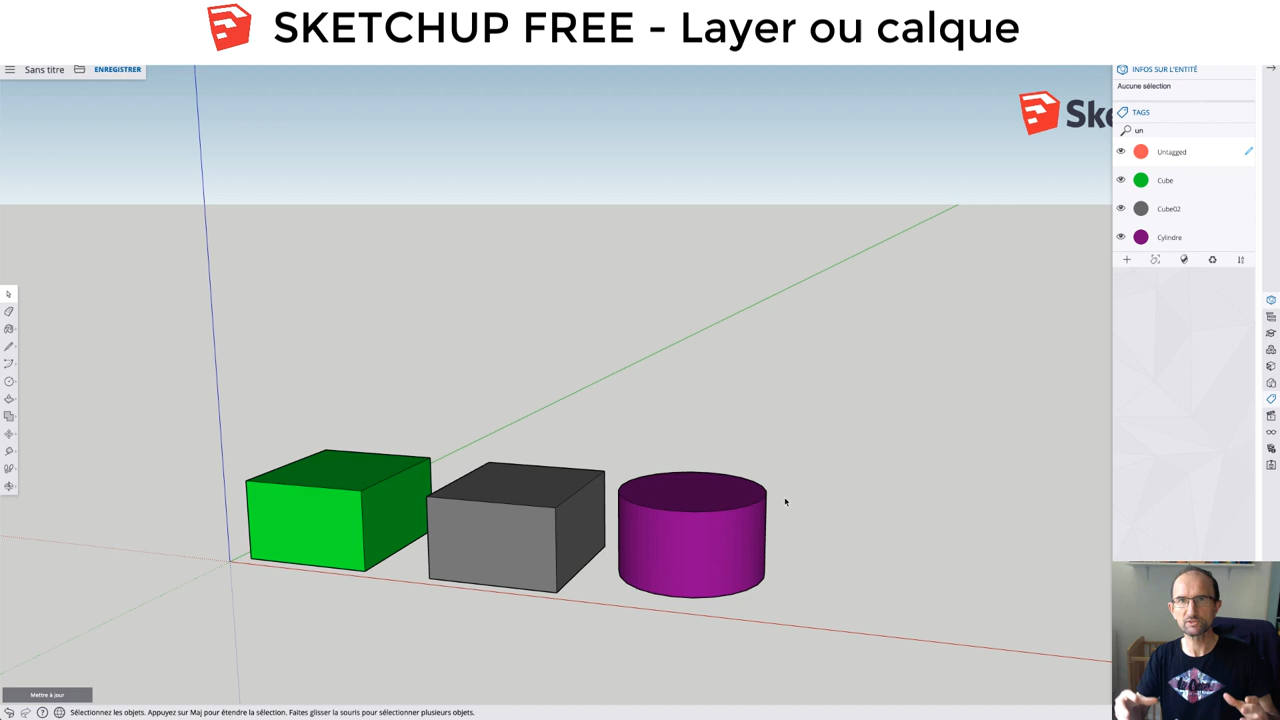 SKETCHUP FREE - Layer ou calque
Sans titre
ENREGISTRER
INFOS SUR L'ENTITÉ
Aucune sélection
Ske
TAGS
un
Untagged
Cube
Cube02
Cylindre
Mettre à jour
Sélectionnez les objets. Appuyez sur Maj pour étendre la sélection. Faites glisser la souris pour sélectionner plusieurs objets.